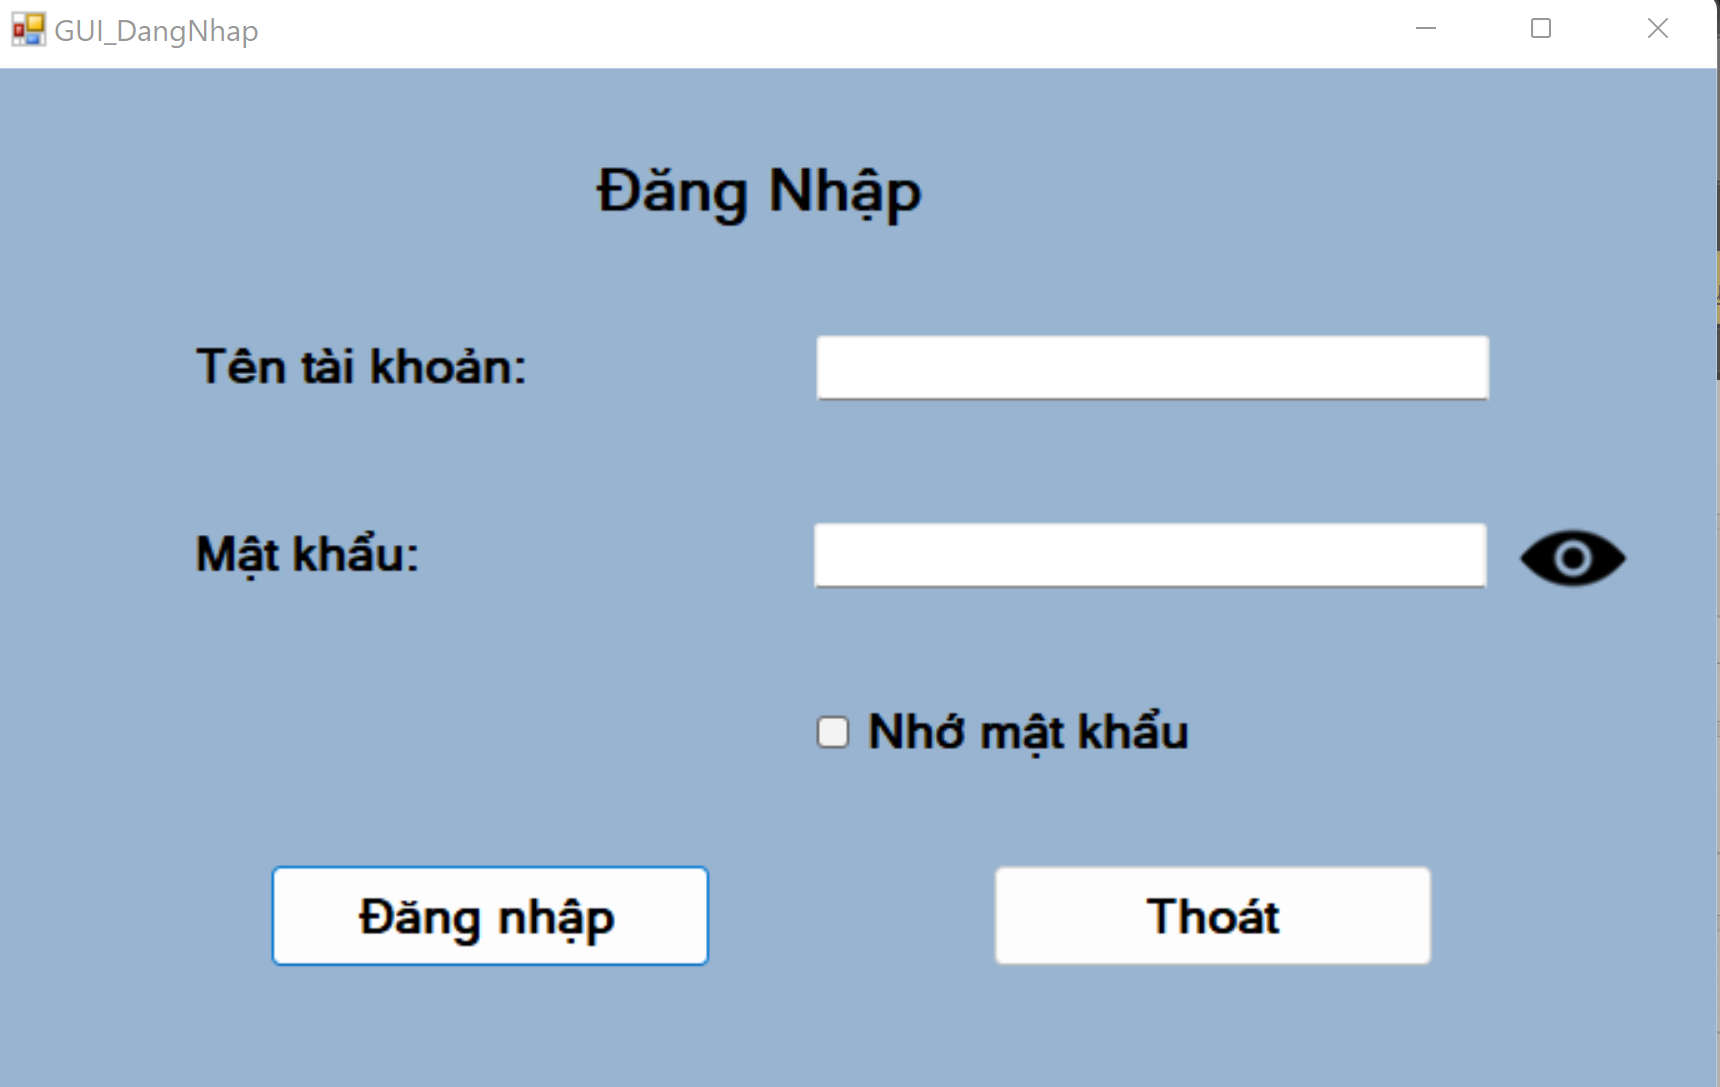 GUI_DangNhap
Đăng Nhập
Tên tài khoản:
Mật khẩu:
Nhớ mật khẩu
Đăng nhập
Thoát